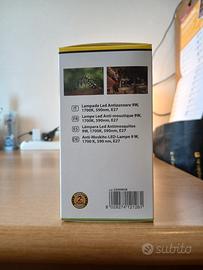 Lampada Led Antizanzare 9W,
1700K, 590nm, E27
Lampe Led Anti-moustique 9W,
1700K, 590nm, E27
Lámpara Led Antimosquitos
9W, 1700K, 590nm, E27
Anti-Moskito-LED-Lampe 9 W,
1700 K, 590 nm, E27
subito